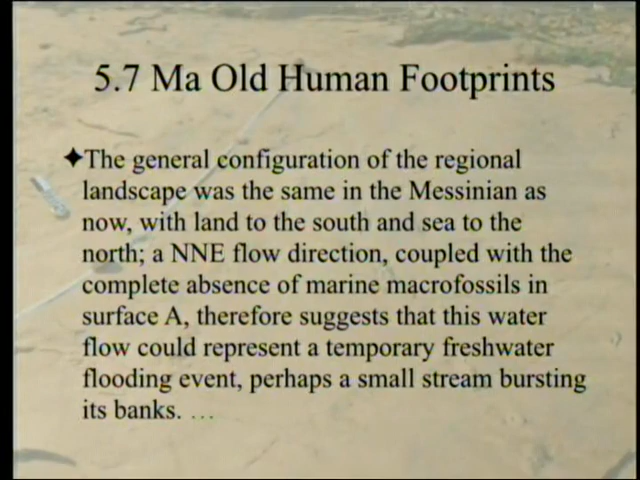 5.7 Ma Old Human Footprints
✦The general configuration of the regional
landscape was the same in the Messinian as
now, with land to the south and sea to the
north; a NNE flow direction, coupled with the
complete absence of marine macrofossils in
surface A, therefore suggests that this water
flow could represent a temporary freshwater
flooding event, perhaps a small stream bursting
its banks. …